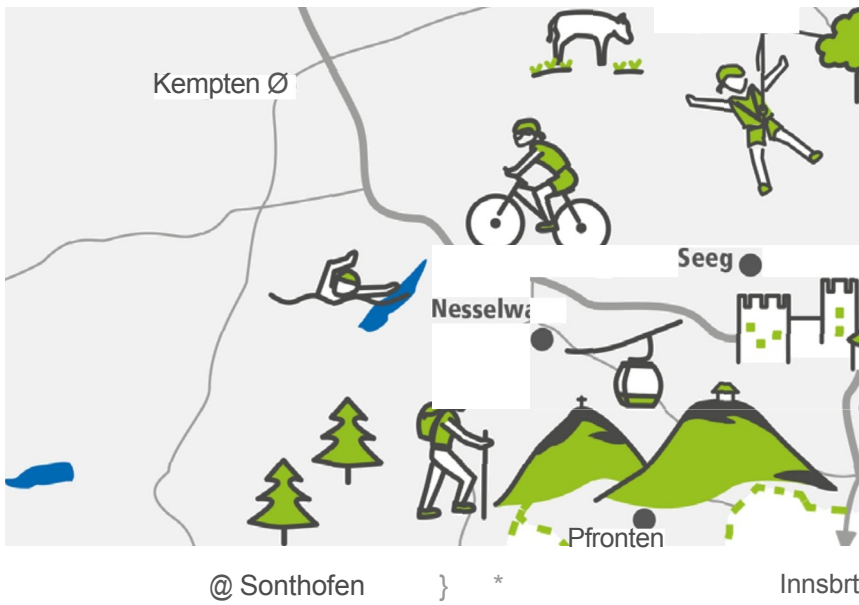 Kempten Ø
Seeg
Nesselwa
Pfronten
@ Sonthofen } *
Innsbrt